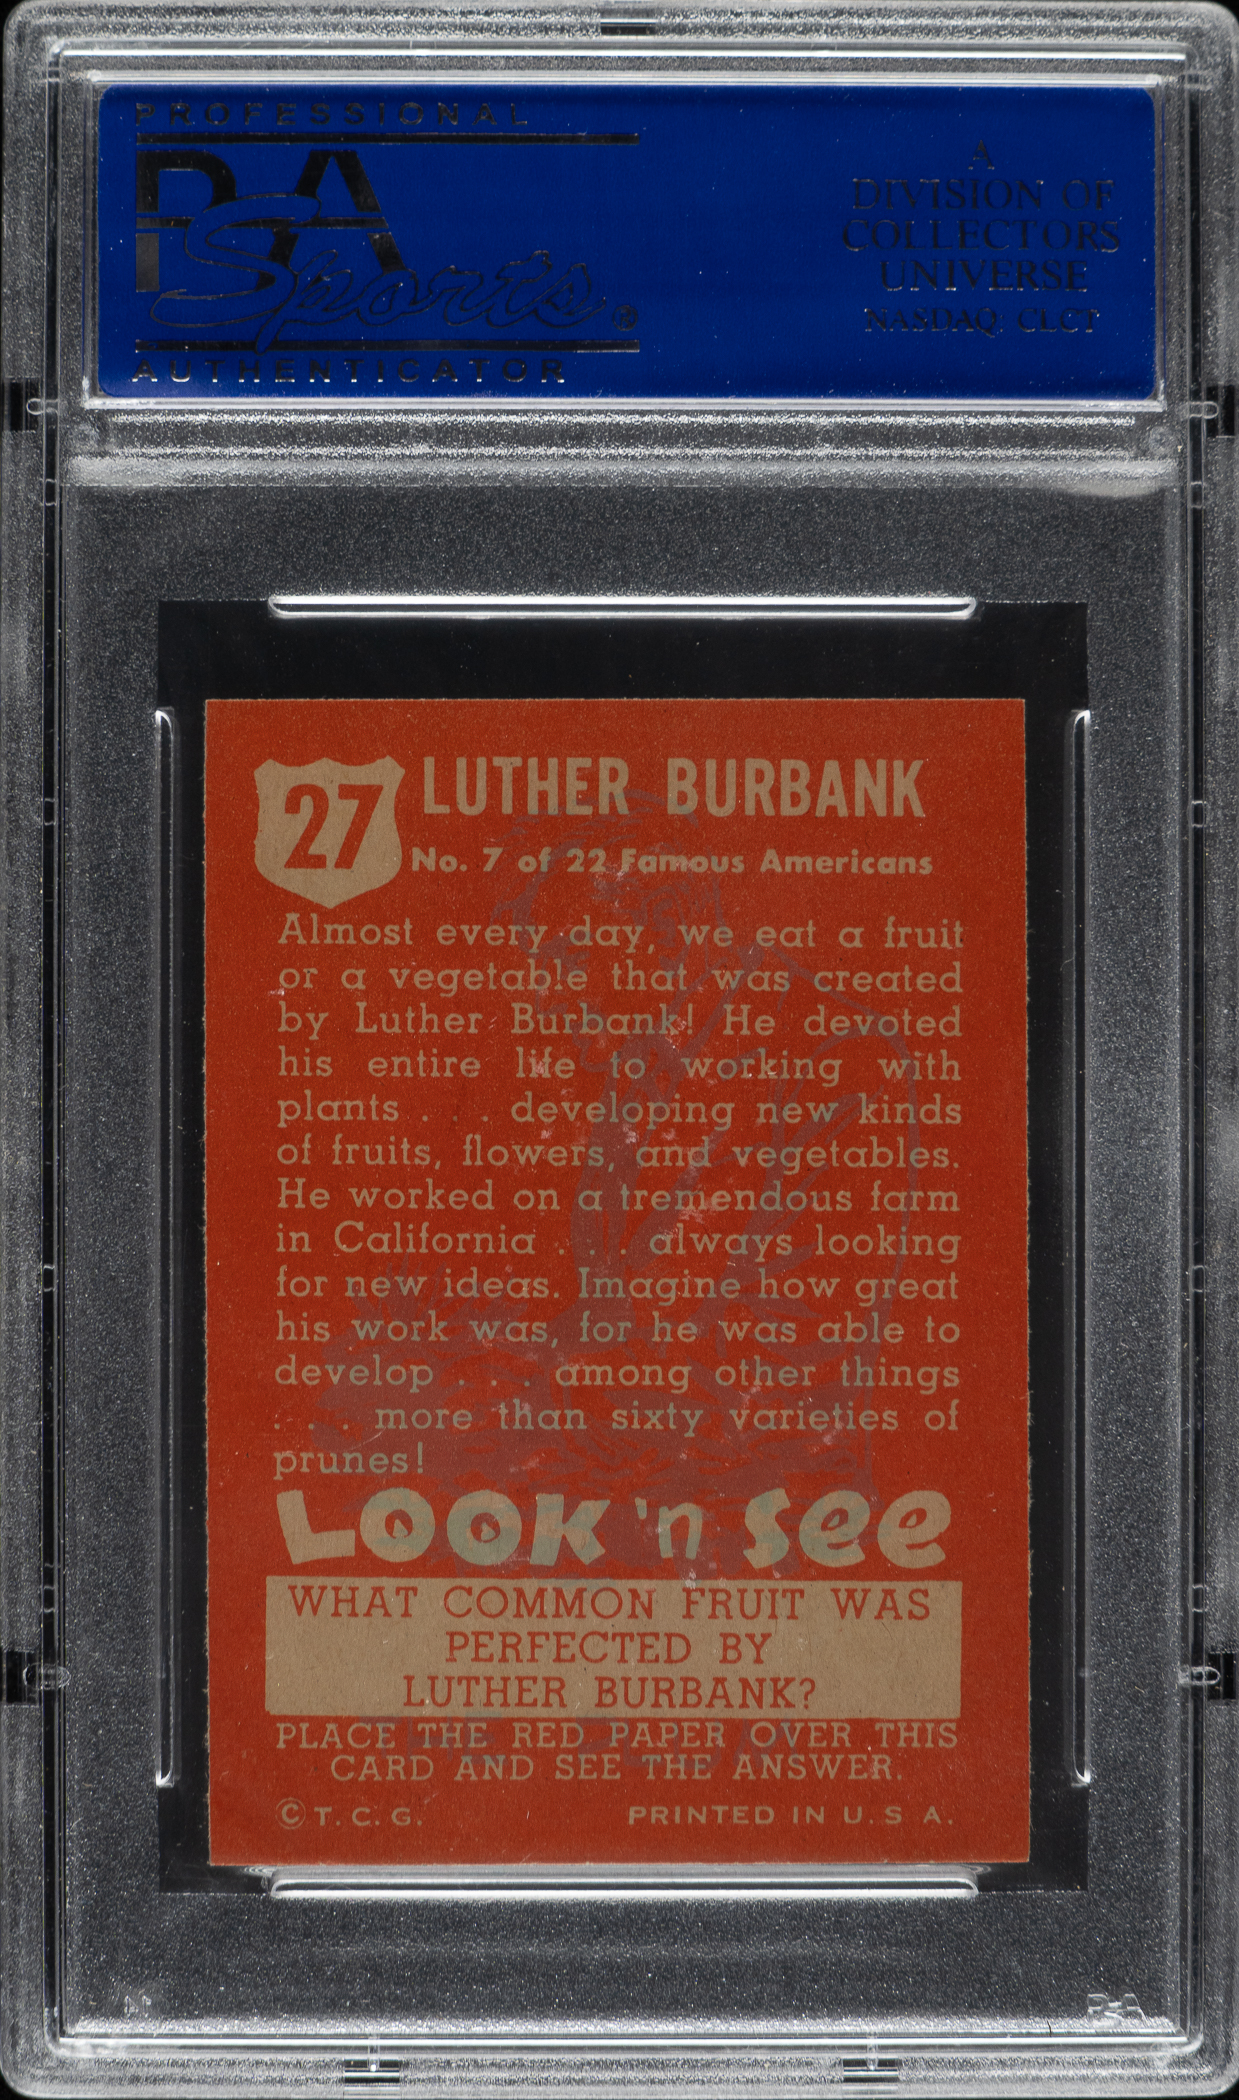 PROFESSIONAL
PSA
Sports®
AUTHENTICATOR
A
DIVISION OF
COLLECTORS
UNIVERSE
NASDAQ: CLCT
27
LUTHER BURBANK
No. 7 of 22 Famous Americans
Almost every day, we eat a fruit
or a vegetable that was created
by Luther Burbank! He devoted
his entire life to working with
plants . . . developing new kinds
of fruits, flowers, and vegetables.
He worked on a tremendous farm
in California . . . always looking
for new ideas. Imagine how great
his work was, for he was able to
develop . . . among other things
. . . more than sixty varieties of
prunes!
LOOK 'n See
WHAT COMMON FRUIT WAS
PERFECTED BY
LUTHER BURBANK?
PLACE THE RED PAPER OVER THIS
CARD AND SEE THE ANSWER.
© T. C. G. PRINTED IN U. S A.
PSA